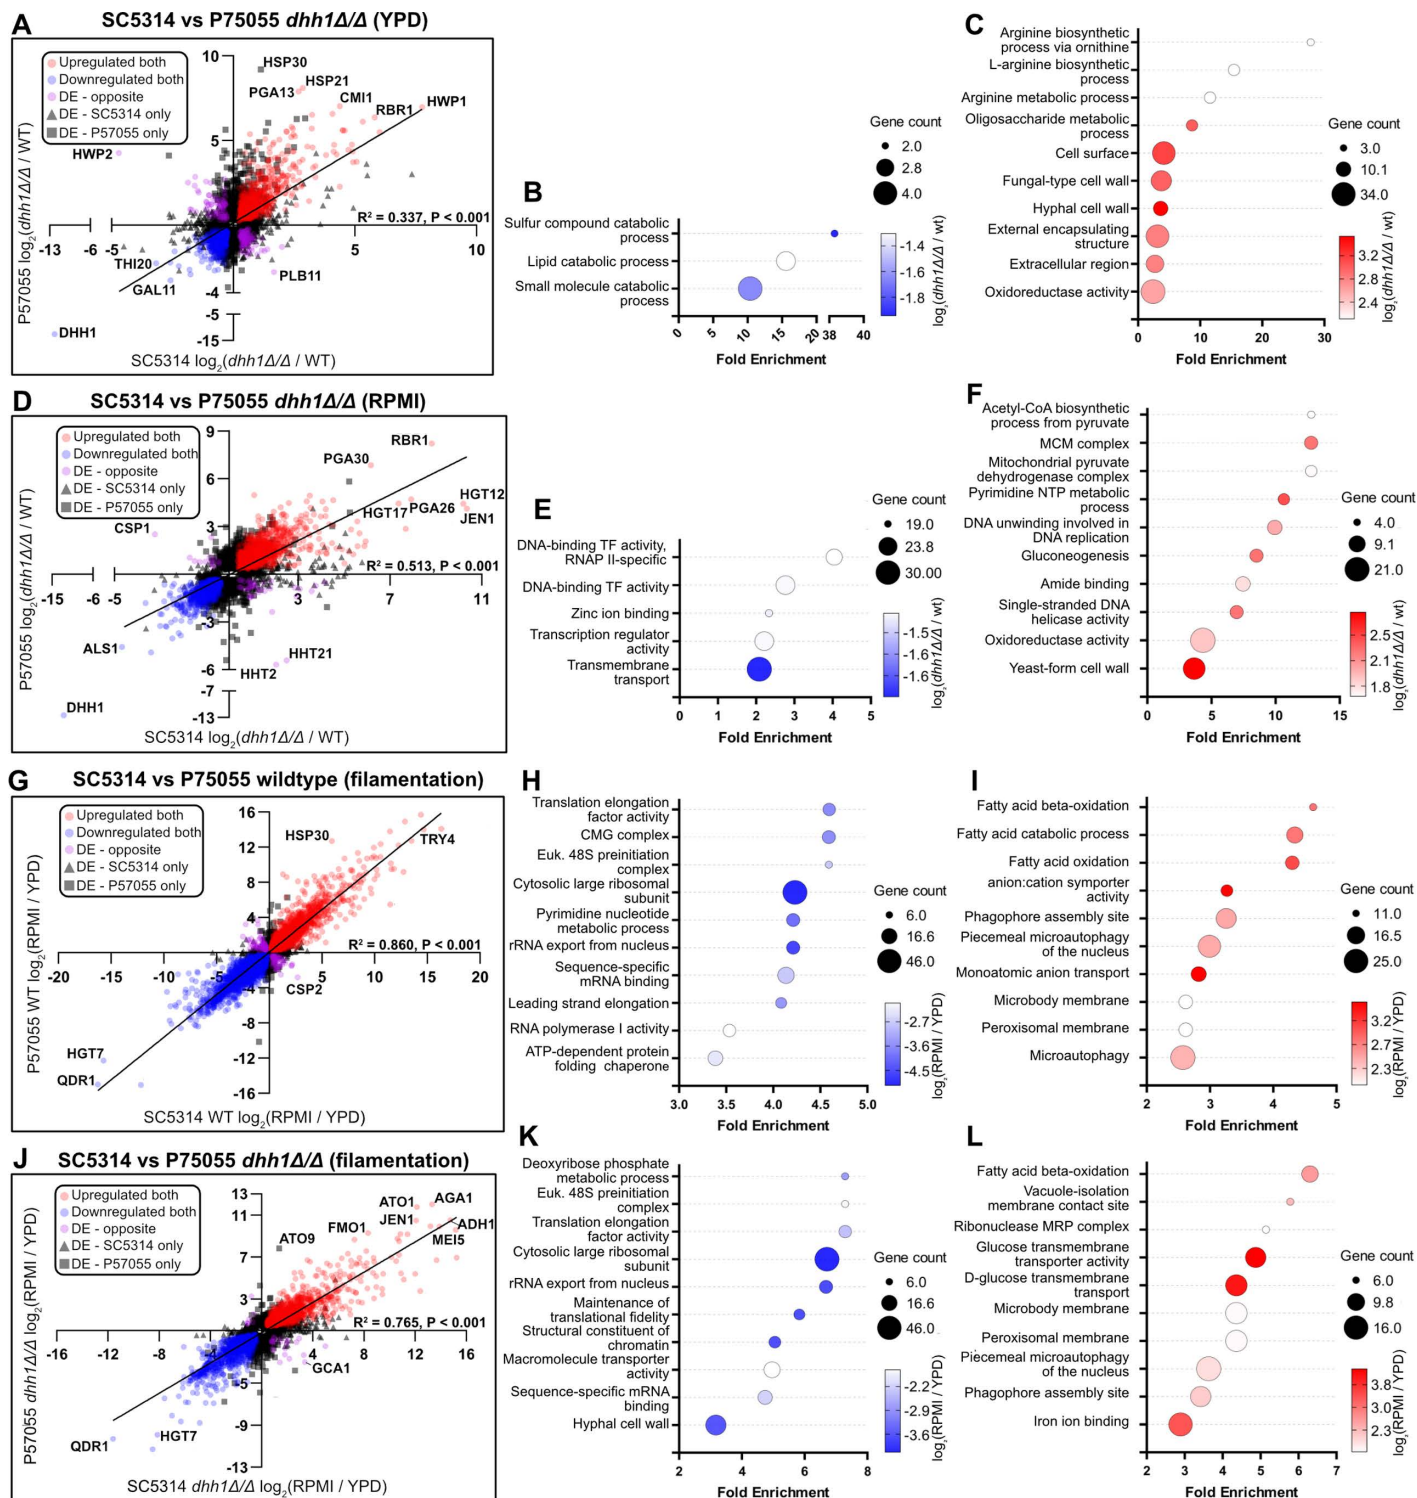 A
SC5314 vs P75055 dhh1Δ/Δ (YPD)
Upregulated both
Downregulated both
DE - opposite
DE - SC5314 only
DE - P57055 only
10
5
-4
-5
-15
-13
-6
-5
5
10
HSP30
HSP21
PGA13
CMI1
RBR1
HWP1
HWP2
R² = 0.337, P < 0.001
THI20
GAL11
PLB11
DHH1
P57055 log₂(dhh1Δ/Δ / WT)
SC5314 log₂(dhh1Δ/Δ / WT)
B
Sulfur compound catabolic
process
Lipid catabolic process
Small molecule catabolic
process
0
5
10
15
20
38
40
Fold Enrichment
Gene count
2.0
2.8
4.0
-1.4
-1.6
-1.8
log₂(dhh1Δ/Δ / wt)
C
Arginine biosynthetic
process via ornithine
L-arginine biosynthetic
process
Arginine metabolic process
Oligosaccharide metabolic
process
Cell surface
Fungal-type cell wall
Hyphal cell wall
External encapsulating
structure
Extracellular region
Oxidoreductase activity
0
10
20
30
Fold Enrichment
Gene count
3.0
10.1
34.0
3.2
2.8
2.4
log₂(dhh1Δ/Δ / wt)
D
SC5314 vs P75055 dhh1Δ/Δ (RPMI)
Upregulated both
Downregulated both
DE - opposite
DE - SC5314 only
DE - P57055 only
9
6
3
-3
-6
-7
-13
-15
-6
-5
3
7
11
RBR1
PGA30
HGT12
HGT17
PGA26
JEN1
CSP1
R² = 0.513, P < 0.001
ALS1
HHT21
HHT2
DHH1
P57055 log₂(dhh1Δ/Δ / WT)
SC5314 log₂(dhh1Δ/Δ / WT)
E
DNA-binding TF activity,
RNAP II-specific
DNA-binding TF activity
Zinc ion binding
Transcription regulator
activity
Transmembrane
transport
0
1
2
3
4
5
Fold Enrichment
Gene count
19.0
23.8
30.00
-1.5
-1.6
-1.6
log₂(dhh1Δ/Δ / wt)
F
Acetyl-CoA biosynthetic
process from pyruvate
MCM complex
Mitochondrial pyruvate
dehydrogenase complex
Pyrimidine NTP metabolic
process
DNA unwinding involved in
DNA replication
Gluconeogenesis
Amide binding
Single-stranded DNA
helicase activity
Oxidoreductase activity
Yeast-form cell wall
0
5
10
15
Fold Enrichment
Gene count
4.0
9.1
21.0
2.5
2.1
1.8
log₂(dhh1Δ/Δ / wt)
G
SC5314 vs P75055 wildtype (filamentation)
Upregulated both
Downregulated both
DE - opposite
DE - SC5314 only
DE - P57055 only
16
12
8
4
-4
-8
-12
-16
-20
-15
-10
-5
5
10
15
20
HSP30
TRY4
R² = 0.860, P < 0.001
CSP2
HGT7
QDR1
P57055 WT log₂(RPMI / YPD)
SC5314 WT log₂(RPMI / YPD)
H
Translation elongation
factor activity
CMG complex
Euk. 48S preinitiation
complex
Cytosolic large ribosomal
subunit
Pyrimidine nucleotide
metabolic process
rRNA export from nucleus
Sequence-specific
mRNA binding
Leading strand elongation
RNA polymerase I activity
ATP-dependent protein
folding chaperone
3.0
3.5
4.0
4.5
5.0
Fold Enrichment
Gene count
6.0
16.6
46.0
-2.7
-3.6
-4.5
log₂(RPMI / YPD)
I
Fatty acid beta-oxidation
Fatty acid catabolic process
Fatty acid oxidation
anion:cation symporter
activity
Phagophore assembly site
Piecemeal microautophagy
of the nucleus
Monoatomic anion transport
Microbody membrane
Peroxisomal membrane
Microautophagy
2
3
4
5
Fold Enrichment
Gene count
11.0
16.5
25.0
3.2
2.7
2.3
log₂(RPMI / YPD)
J
SC5314 vs P75055 dhh1Δ/Δ (filamentation)
Upregulated both
Downregulated both
DE - opposite
DE - SC5314 only
DE - P57055 only
13
11
7
3
-5
-9
-13
-16
-12
-8
-4
4
8
12
16
ATO1
AGA1
JEN1
ADH1
FMO1
MEI5
ATO9
R² = 0.765, P < 0.001
GCA1
HGT7
QDR1
P57055 dhh1Δ/Δ log₂(RPMI / YPD)
SC5314 dhh1Δ/Δ log₂(RPMI / YPD)
K
Deoxyribose phosphate
metabolic process
Euk. 48S preinitiation
complex
Translation elongation
factor activity
Cytosolic large ribosomal
subunit
rRNA export from nucleus
Maintenance of
translational fidelity
Structural constituent of
chromatin
Macromolecule transporter
activity
Sequence-specific mRNA
binding
Hyphal cell wall
2
4
6
8
Fold Enrichment
Gene count
6.0
16.6
46.0
-2.2
-2.9
-3.6
log₂(RPMI / YPD)
L
Fatty acid beta-oxidation
Vacuole-isolation
membrane contact site
Ribonuclease MRP complex
Glucose transmembrane
transporter activity
D-glucose transmembrane
transport
Microbody membrane
Peroxisomal membrane
Piecemeal microautophagy
of the nucleus
Phagophore assembly site
Iron ion binding
2
3
4
5
6
7
Fold Enrichment
Gene count
6.0
9.8
16.0
3.8
3.0
2.3
log₂(RPMI / YPD)